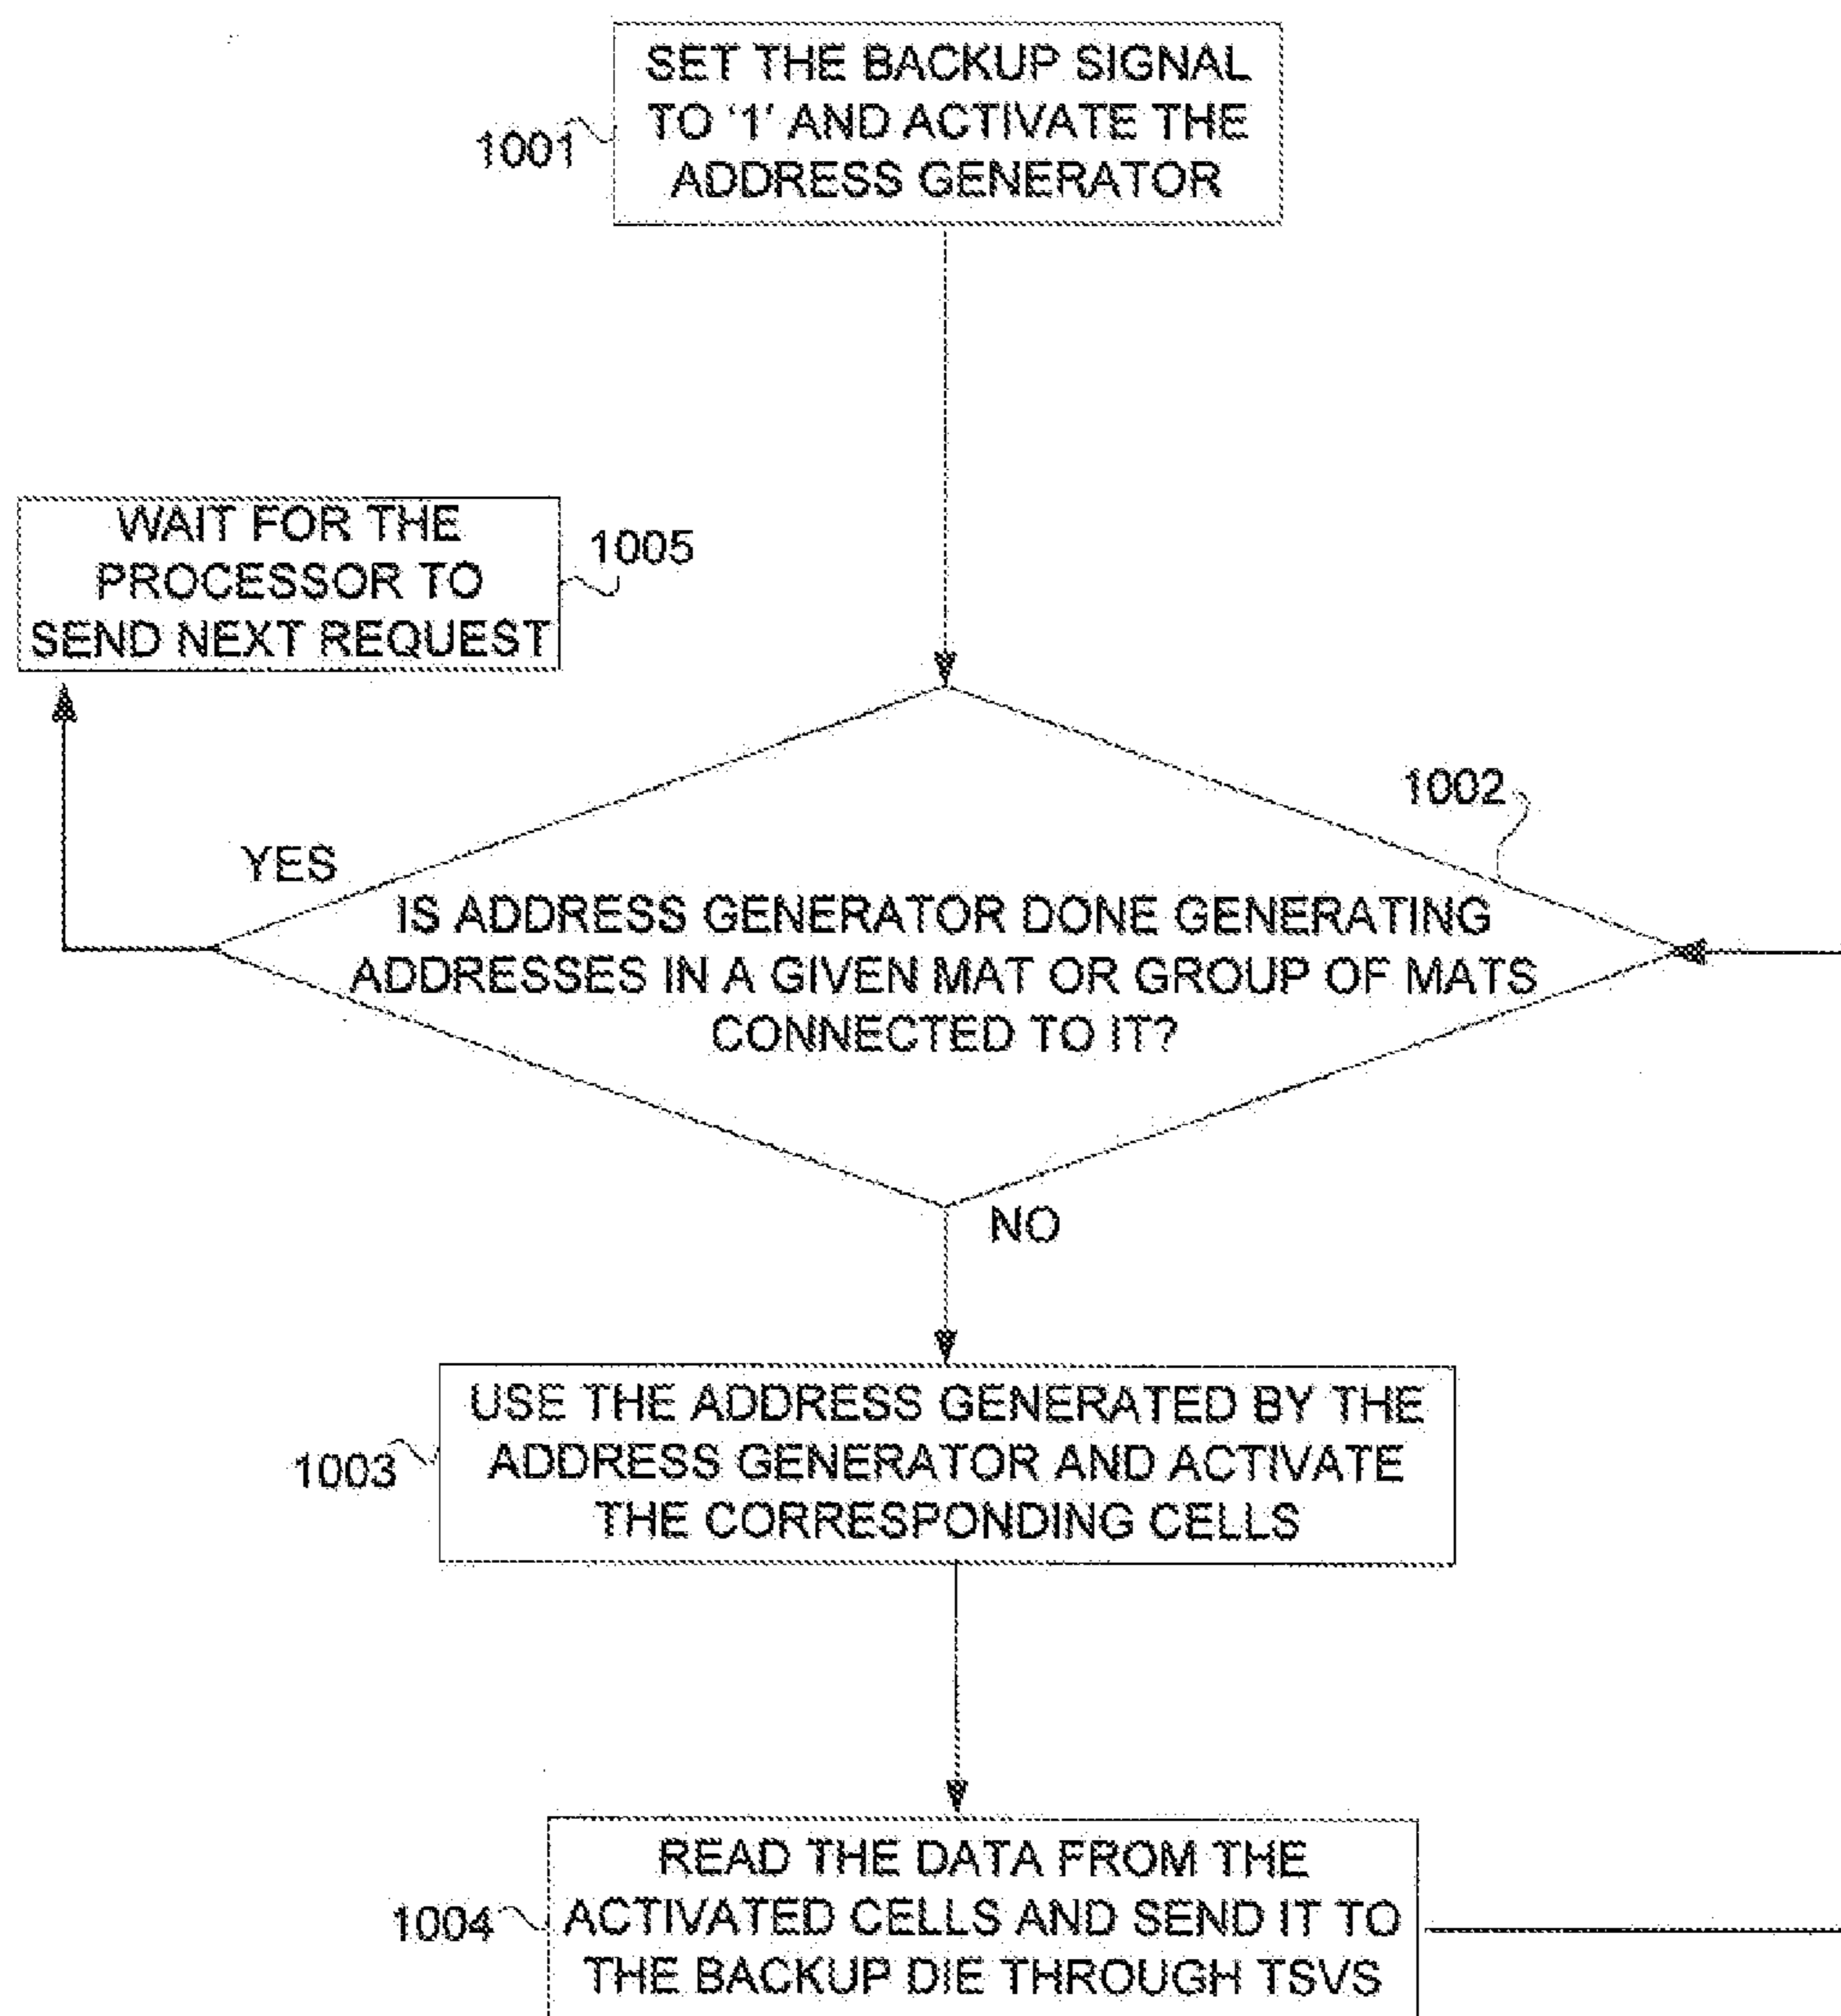 SET THE BACKUP SIGNAL
TO ‘1’ AND ACTIVATE THE
ADDRESS GENERATOR
1001
WAIT FOR THE
PROCESSOR TO
SEND NEXT REQUEST
1005
1002
YES
IS ADDRESS GENERATOR DONE GENERATING
ADDRESSES IN A GIVEN MAT OR GROUP OF MATS
CONNECTED TO IT?
NO
USE THE ADDRESS GENERATED BY THE
ADDRESS GENERATOR AND ACTIVATE
THE CORRESPONDING CELLS
1003
READ THE DATA FROM THE
ACTIVATED CELLS AND SEND IT TO
THE BACKUP DIE THROUGH TSVS
1004